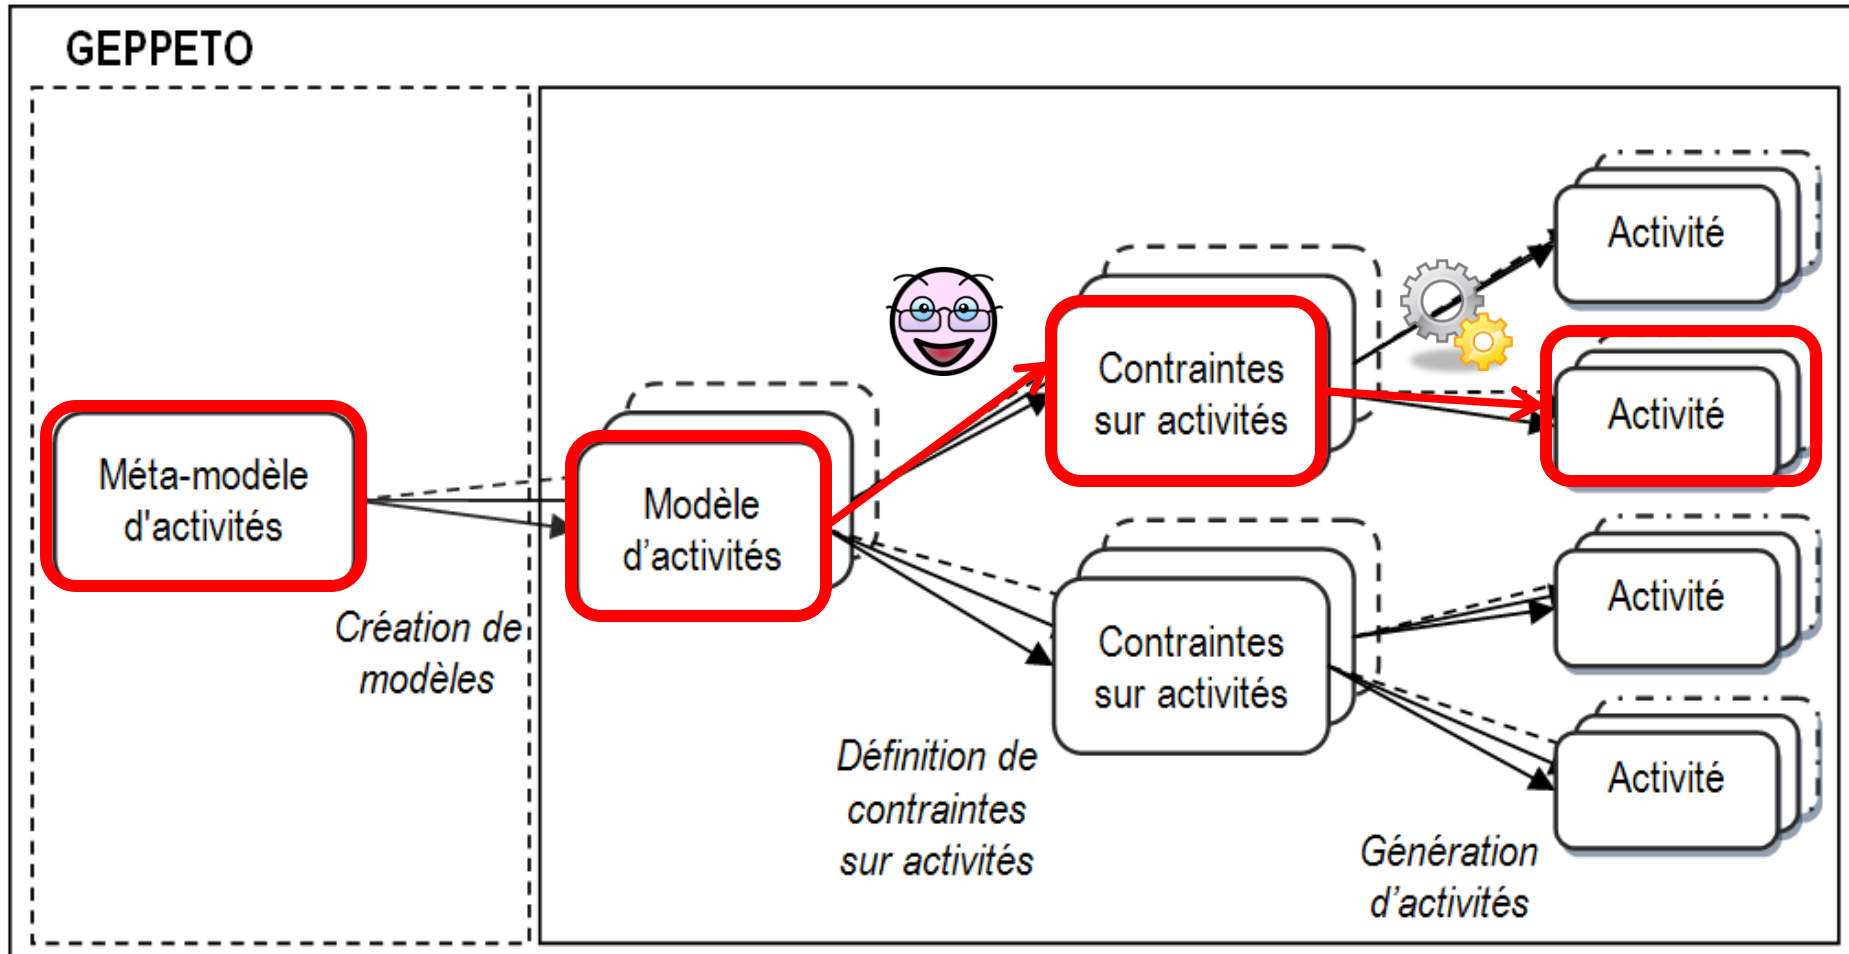 GEPPETO
Méta-modèle
d'activités
Création de
modèles
Modèle
d’activités
Définition de
contraintes
sur activités
Contraintes
sur activités
Contraintes
sur activités
Génération
d’activités
Activité
Activité
Activité
Activité